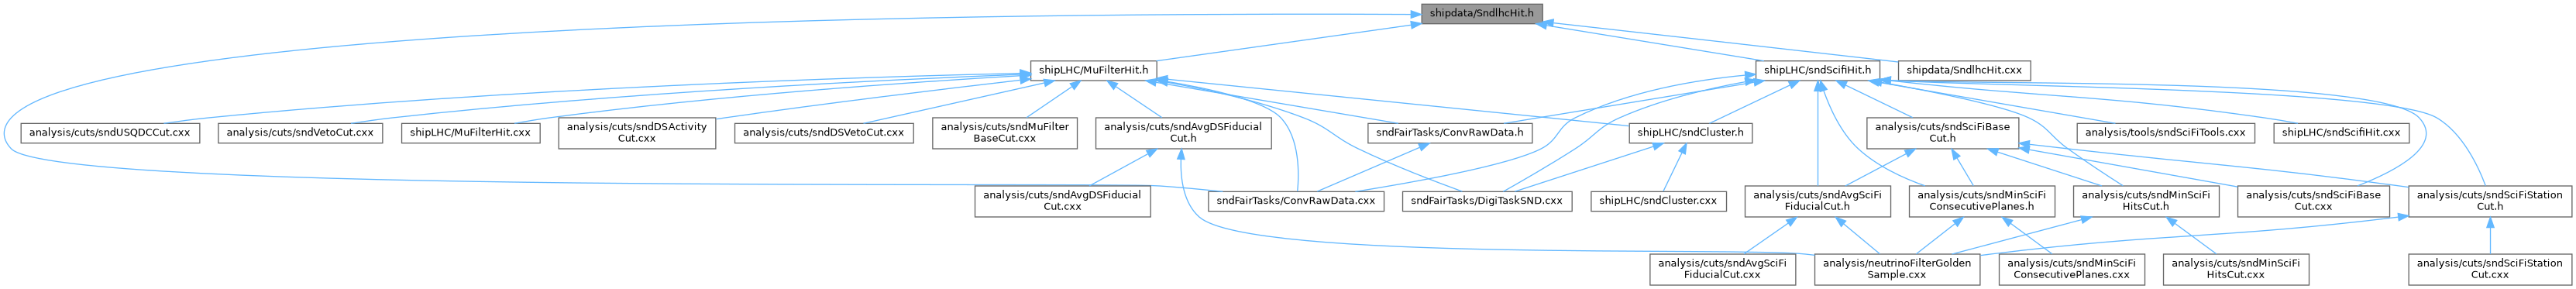 shipdata/SndlhcHit.h
shipLHC/MuFilterHit.h
shipLHC/sndScifiHit.h
shipdata/SndlhcHit.cxx
analysis/cuts/sndUSQDCCut.cxx
analysis/cuts/sndVetoCut.cxx
shipLHC/MuFilterHit.cxx
analysis/cuts/sndDSActivity
Cut.cxx
analysis/cuts/sndDSVetoCut.cxx
analysis/cuts/sndMuFilter
BaseCut.cxx
analysis/cuts/sndAvgDSFiducial
Cut.h
sndFairTasks/ConvRawData.h
shipLHC/sndCluster.h
analysis/cuts/sndSciFiBase
Cut.h
analysis/tools/sndSciFiTools.cxx
shipLHC/sndScifiHit.cxx
analysis/cuts/sndAvgDSFiducial
Cut.cxx
sndFairTasks/ConvRawData.cxx
sndFairTasks/DigiTaskSND.cxx
shipLHC/sndCluster.cxx
analysis/cuts/sndAvgSciFi
FiducialCut.h
analysis/cuts/sndMinSciFi
ConsecutivePlanes.h
analysis/cuts/sndMinSciFi
HitsCut.h
analysis/cuts/sndSciFiBase
Cut.cxx
analysis/cuts/sndSciFiStation
Cut.h
analysis/cuts/sndAvgSciFi
FiducialCut.cxx
analysis/neutrinoFilterGolden
Sample.cxx
analysis/cuts/sndMinSciFi
ConsecutivePlanes.cxx
analysis/cuts/sndMinSciFi
HitsCut.cxx
analysis/cuts/sndSciFiStation
Cut.cxx